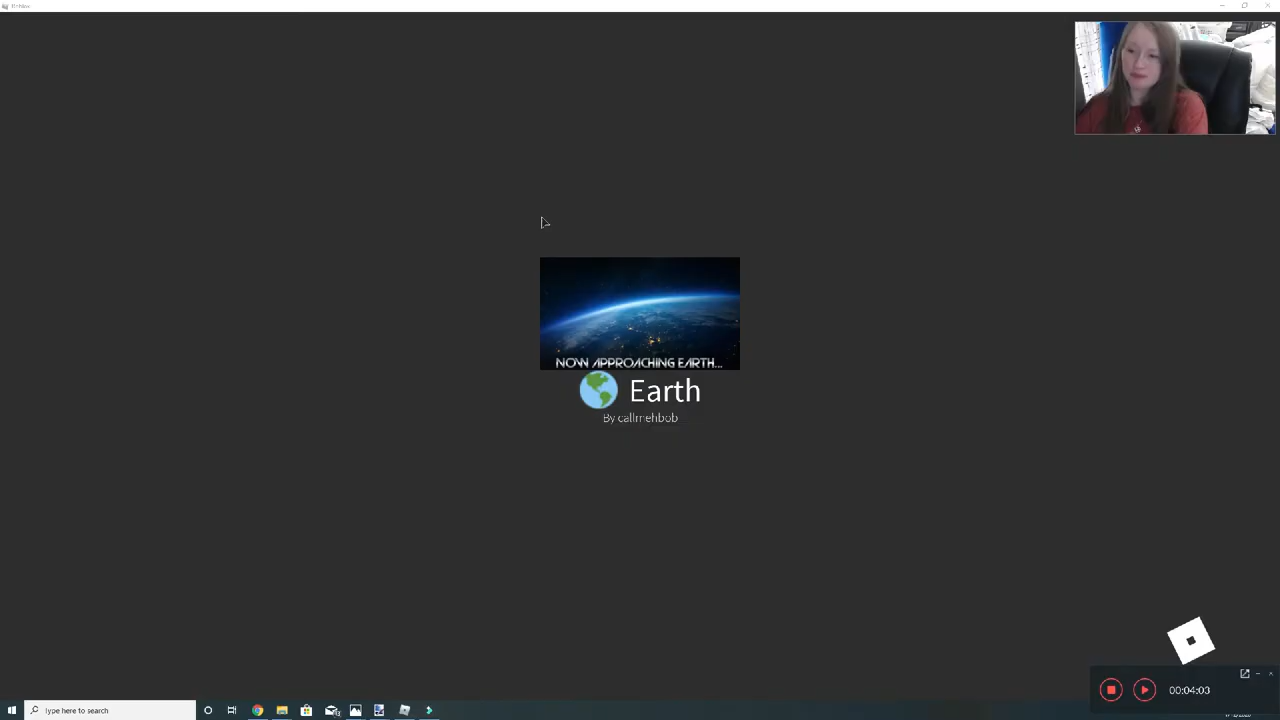 NOW APPROACHING EARTH...
Earth
By callmehbob
00:04:03
Type here to search